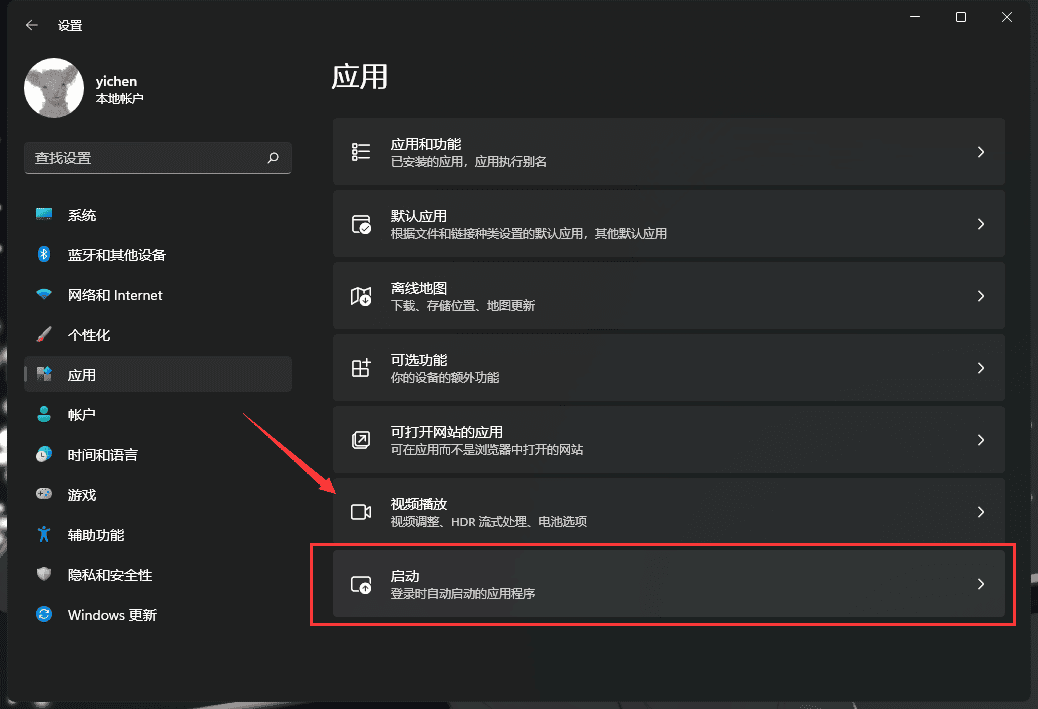 设置
yichen
本地帐户
查找设置
系统
蓝牙和其他设备
网络和 Internet
个性化
应用
帐户
时间和语言
游戏
辅助功能
隐私和安全性
Windows 更新
应用
应用和功能
已安装的应用，应用执行别名
默认应用
根据文件和链接种类设置的默认应用，其他默认应用
离线地图
下载、存储位置、地图更新
可选功能
你的设备的额外功能
可打开网站的应用
可在应用而不是浏览器中打开的网站
视频播放
视频调整、HDR 流式处理、电池选项
启动
登录时自动启动的应用程序